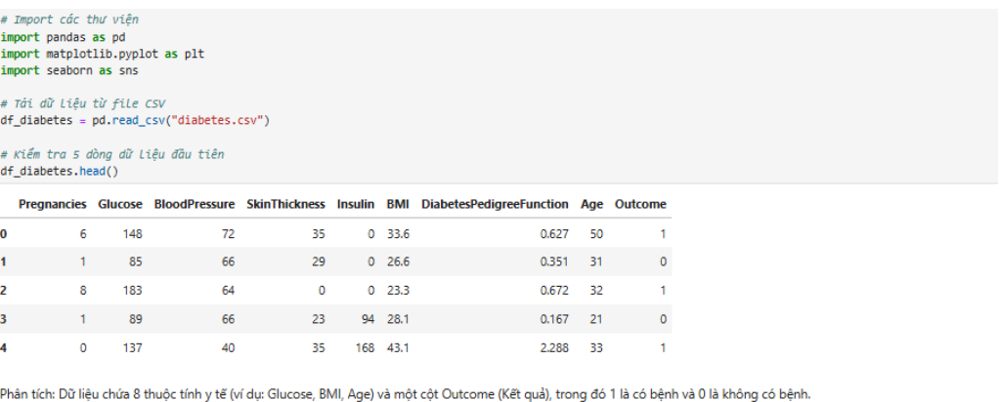 # Import các thư viện
import pandas as pd
import matplotlib.pyplot as plt
import seaborn as sns
# Tải dữ liệu từ file CSV
df_diabetes = pd.read_csv("diabetes.csv")
# Kiểm tra 5 dòng dữ liệu đầu tiên
df_diabetes.head()
Pregnancies Glucose BloodPressure SkinThickness Insulin BMI DiabetesPedigreeFunction Age Outcome
0 6 148 72 35 0 33.6 0.627 50 1
1 1 85 66 29 0 26.6 0.351 31 0
2 8 183 64 0 0 23.3 0.672 32 1
3 1 89 66 23 94 28.1 0.167 21 0
4 0 137 40 35 168 43.1 2.288 33 1
Phân tích: Dữ liệu chứa 8 thuộc tính y tế (ví dụ: Glucose, BMI, Age) và một cột Outcome (Kết quả), trong đó 1 là có bệnh và 0 là không có bệnh.